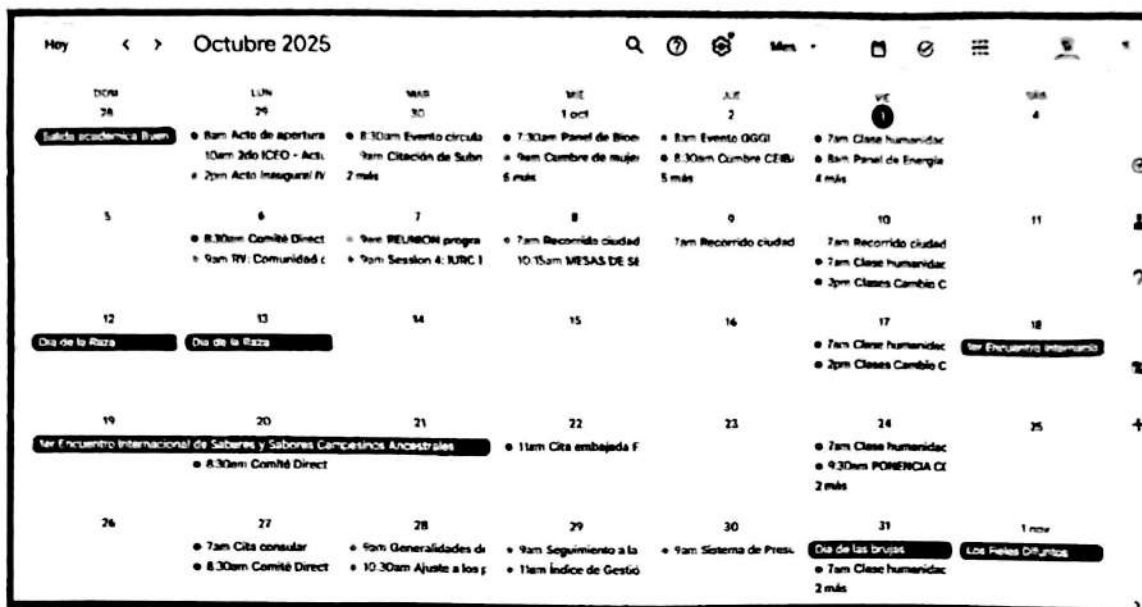 Hoy < > Octubre 2025 Mes
DOM LUN MAR MIÉ JUE VIE SÁB
28 29 30 1 oct 2 4
Salida academica Buen
8am Acto de apertura
10am 2do ICEO - Actu
2pm Acto Inaugural IV
8:30am Evento circula
9am Citación de Subn
2 más
7:30am Panel de Bioe
9am Cumbre de mujer
6 más
8am Evento GGGI
8:30am Cumbre CEIBA
5 más
7am Clase humanidac
8am Panel de Energía
4 más
5 6 7 8 9 10 11
8:30am Comité Direct
9am RV: Comunidad c
9am REUNION progra
9am Session 4: IURC
7am Recorrido ciudad
10:15am MESAS DE SE
7am Recorrido ciudad
7am Recorrido ciudad
7am Clase humanidac
2pm Clases Cambio C
12 13 14 15 16 17 18
Dia de la Raza
Dia de la Raza
7am Clase humanidac
2pm Clases Cambio C
1er Encuentro Internacio
19 20 21 22 23 24 25
1er Encuentro Internacional de Saberes y Sabores Campesinos Ancestrales
8:30am Comité Direct
11am Cita embajada F
7am Clase humanidac
9:30am PONENCIA CO
2 más
26 27 28 29 30 31 1 nov
7am Cita consular
8:30am Comité Direct
9am Generalidades de
10:30am Ajuste a los p
9am Seguimiento a la
11am Índice de Gestió
9am Sistema de Presu
Dia de las brujas
7am Clase humanidac
2 más
Los Fieles Difuntos